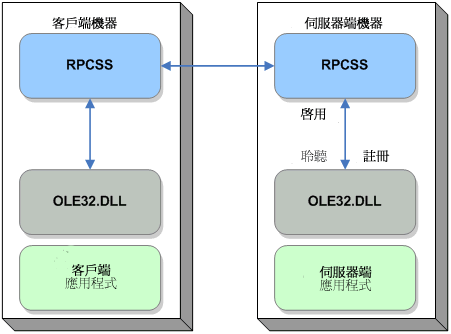 客戶端機器
RPCSS
OLE32.DLL
客戶端
應用程式
伺服器端機器
RPCSS
啓用
聆聽 註冊
OLE32.DLL
伺服器端
應用程式